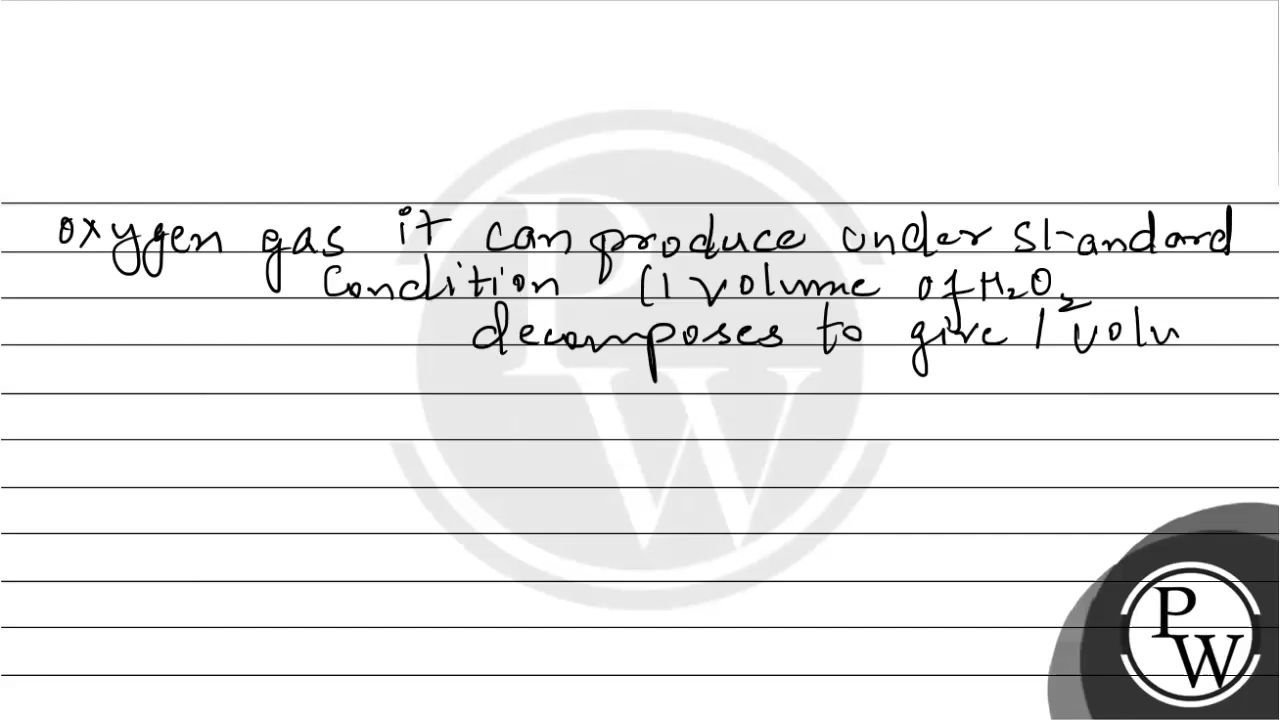 oxygen gas it can produce under standard
condition (1 volume of H₂O₂
decomposes to give 1 volu
P
W
P
W